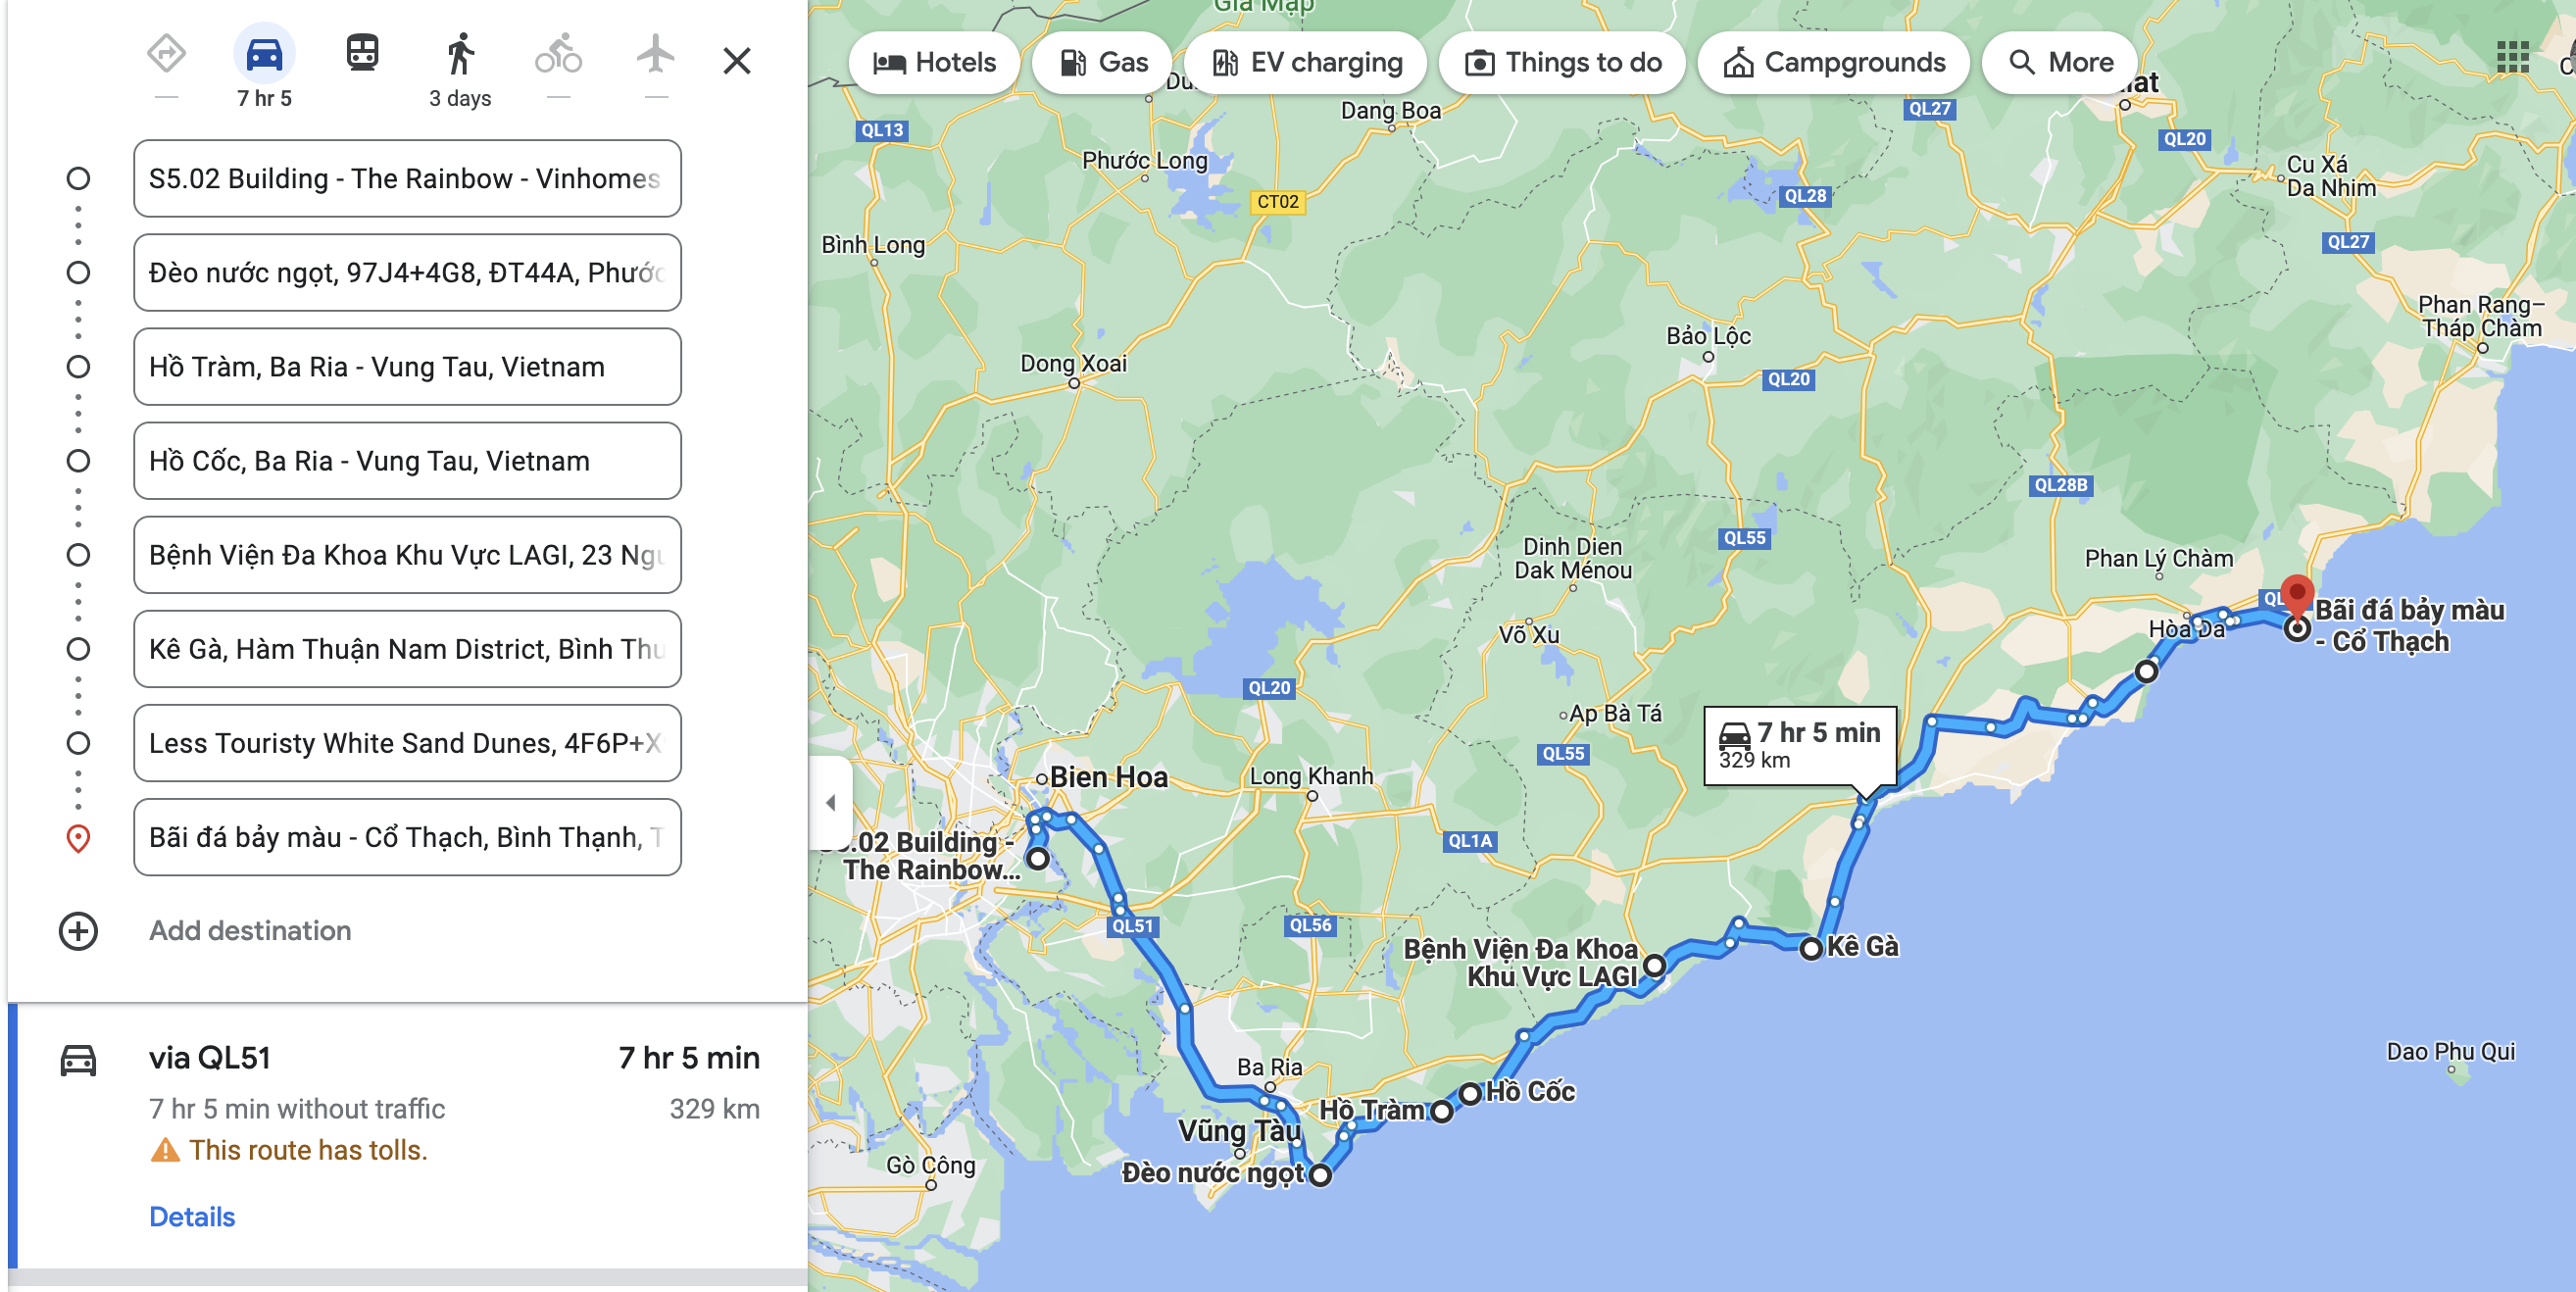 7 hr 5
3 days
S5.02 Building - The Rainbow - Vinhomes
Đèo nước ngọt, 97J4+4G8, ĐT44A, Phước
Hồ Tràm, Ba Ria - Vung Tau, Vietnam
Hồ Cốc, Ba Ria - Vung Tau, Vietnam
Bệnh Viện Đa Khoa Khu Vực LAGI, 23 Ngu
Kê Gà, Hàm Thuận Nam District, Bình Thu
Less Touristy White Sand Dunes, 4F6P+X
Bãi đá bảy màu - Cổ Thạch, Bình Thạnh, T
Add destination
via QL51
7 hr 5 min
7 hr 5 min without traffic
329 km
This route has tolls.
Details
Gia Map
Hotels
Gas
EV charging
Things to do
Campgrounds
More
QL13
Dang Boa
QL27
QL20
Phước Long
Cu Xá
Da Nhim
CT02
QL28
Bình Long
QL27
Phan Rang–
Tháp Chàm
Bảo Lộc
Dong Xoai
QL20
QL28B
QL55
Dinh Dien
Dak Ménou
Phan Lý Chàm
Bãi đá bảy màu
- Cổ Thạch
Hòa Da
Võ Xu
QL20
Ap Bà Tá
7 hr 5 min
329 km
QL55
Bien Hoa
Long Khanh
.02 Building -
The Rainbow...
QL1A
QL51
QL56
Bệnh Viện Đa Khoa
Khu Vực LAGI
Kê Gà
Dao Phu Qui
Ba Ria
Hồ Cốc
Hồ Tràm
Vũng Tàu
Đèo nước ngọt
Gò Công